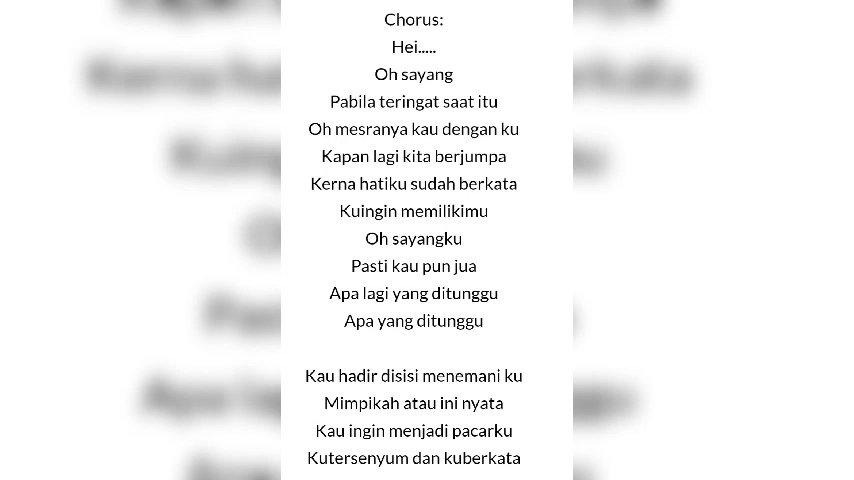 Chorus:
Hei.....
Oh sayang
Pabila teringat saat itu
Oh mesranya kau dengan ku
Kapan lagi kita berjumpa
Kerna hatiku sudah berkata
Kuingin memilikimu
Oh sayangku
Pasti kau pun jua
Apa lagi yang ditunggu
Apa yang ditunggu
Kau hadir disisi menemani ku
Mimpikah atau ini nyata
Kau ingin menjadi pacarku
Kutersenyum dan kuberkata